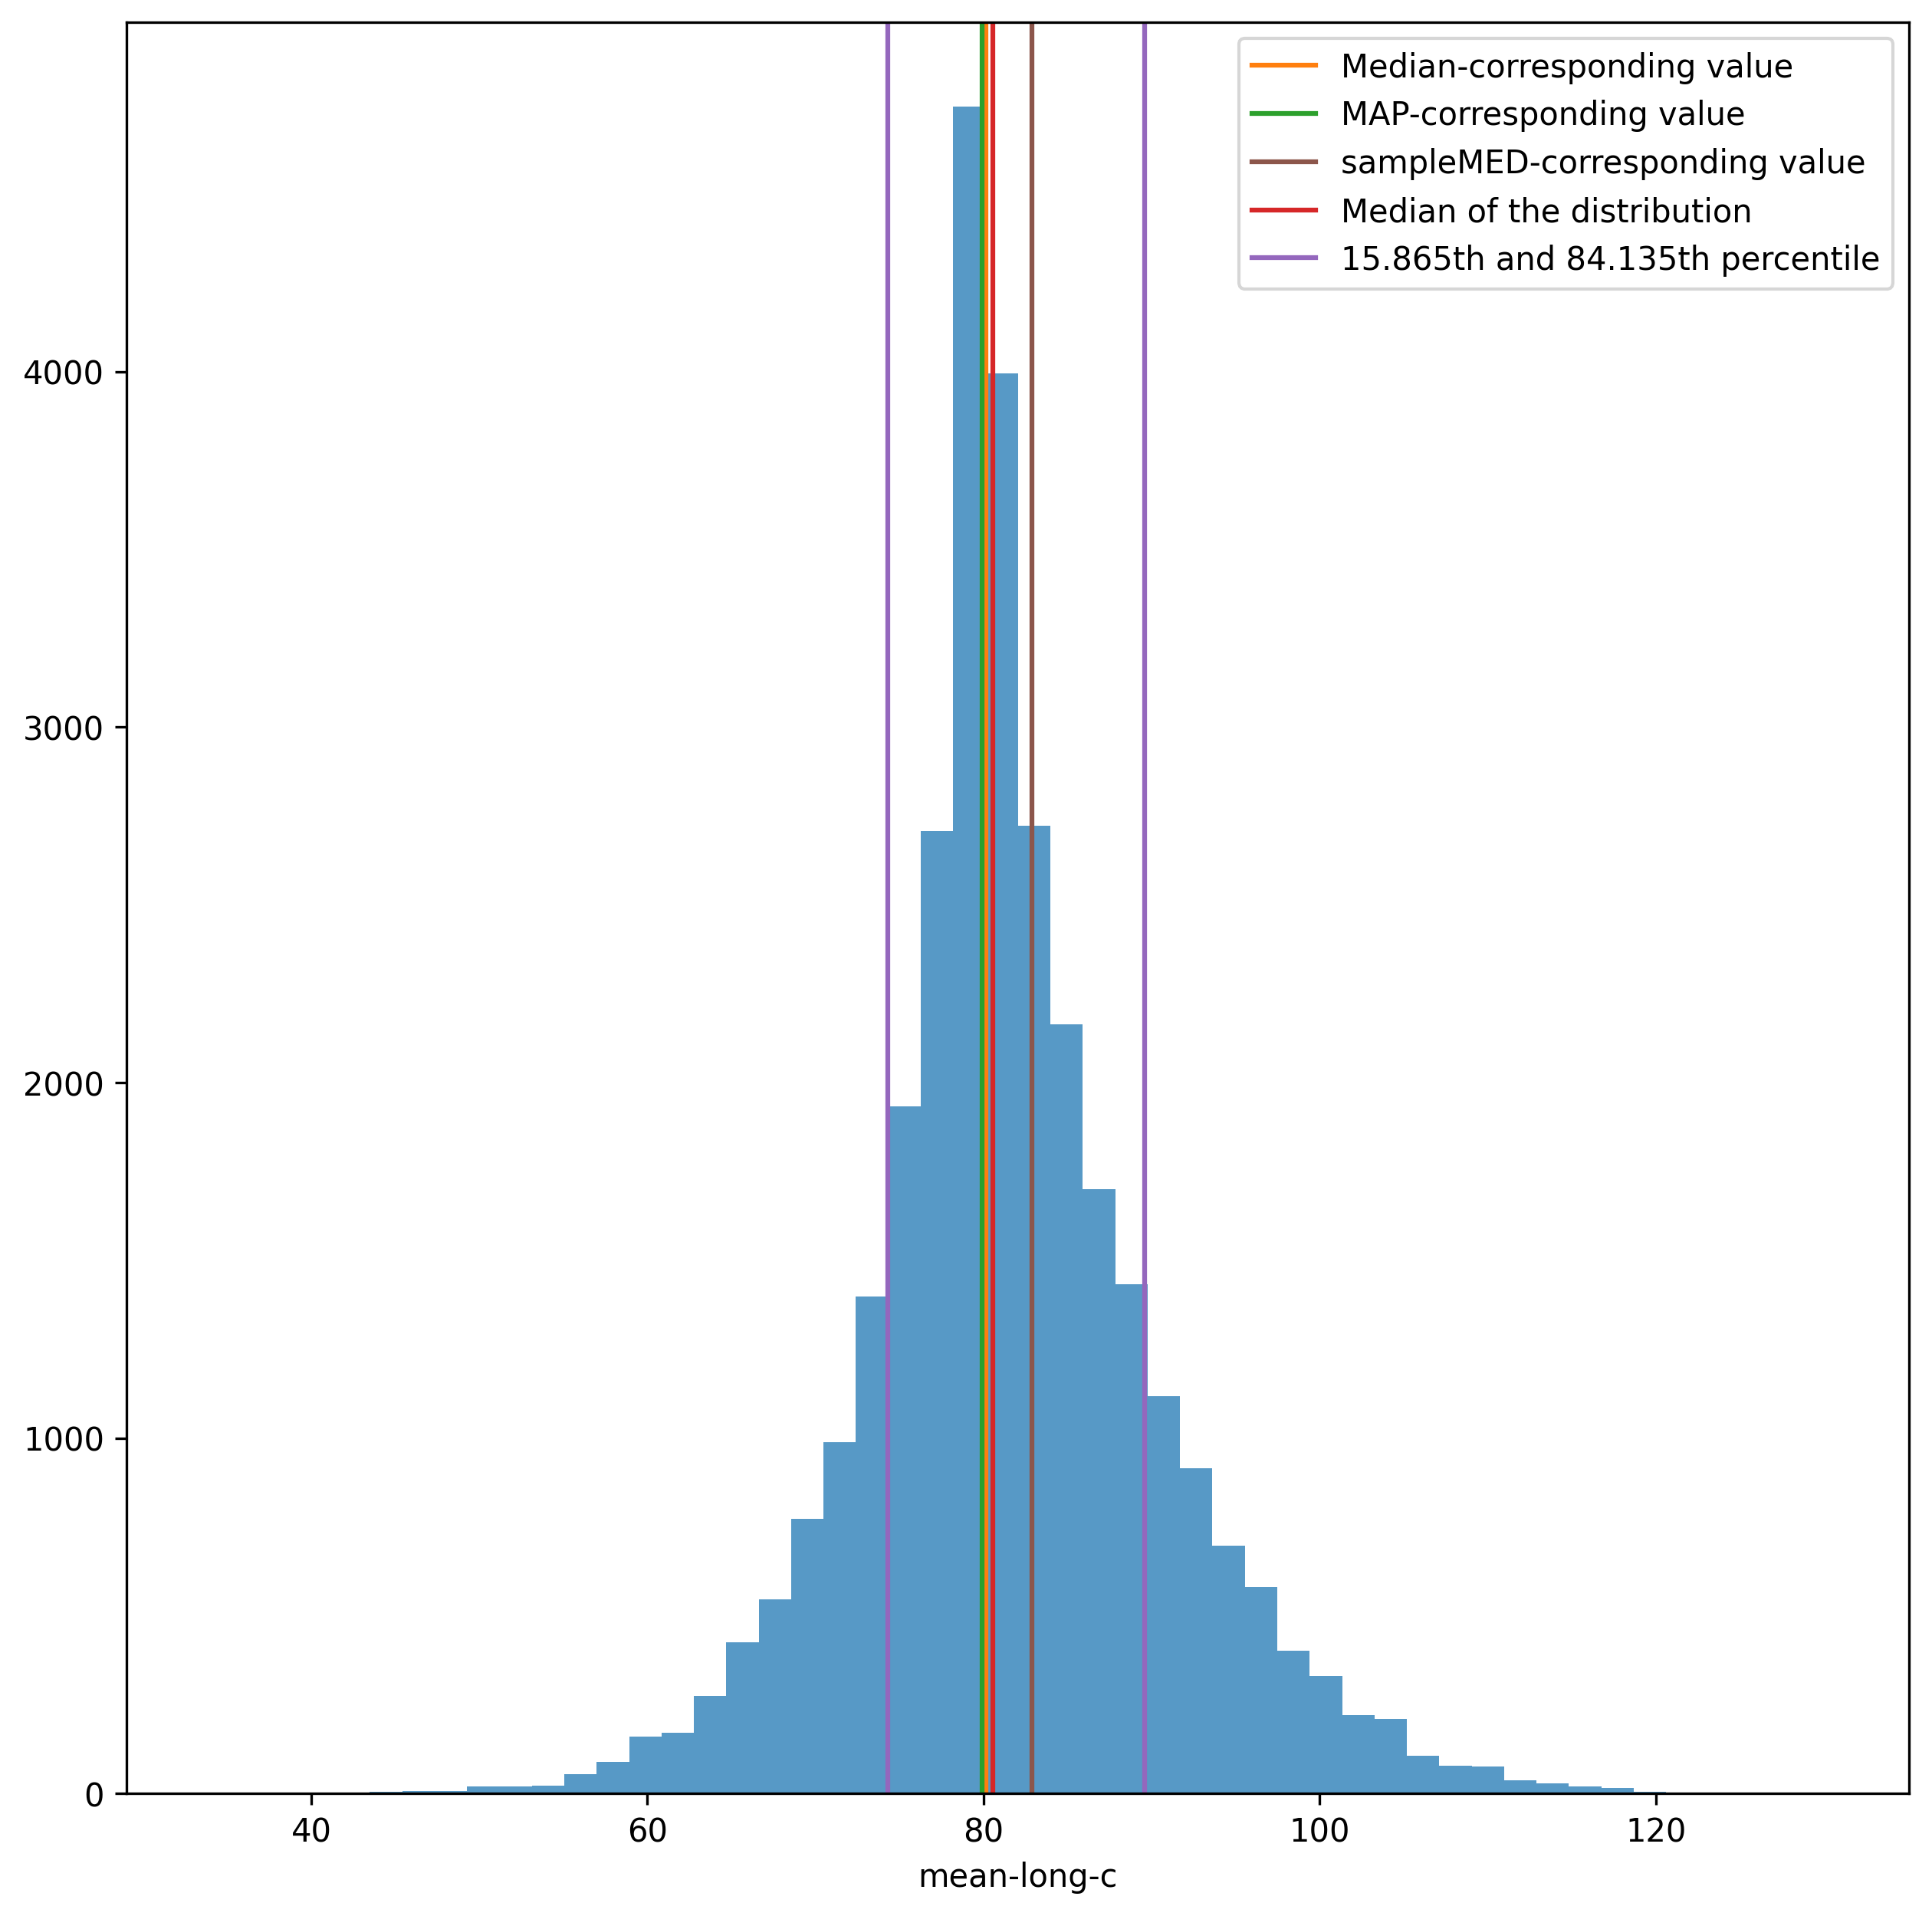 Median-corresponding value
MAP-corresponding value
sampleMED-corresponding value
Median of the distribution
15.865th and 84.135th percentile
4000
3000
2000
1000
0
40 60 80 100 120
mean-long-c